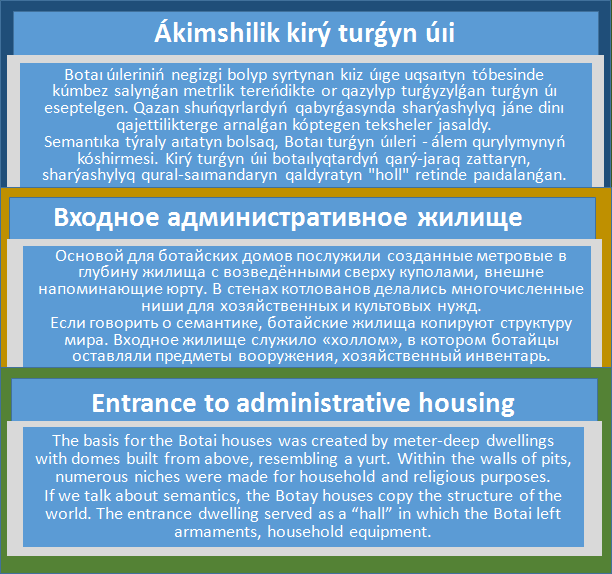 Ákimshilik kirý turǵyn úıi
Botaı úıleriniń negizgi bolyp syrtynan kıiz úıge uqsaıtyn tóbesinde
kúmbez salynǵan metrlik tereńdikte or qazylyp turǵyzylǵan turǵyn úı
eseptelgen. Qazan shuńqyrlardyń qabyrǵasynda sharýashylyq jáne dinı
qajettilikterge arnalǵan kóptegen teksheler jasaldy.
Semantıka týraly aıtatyn bolsaq, Botaı turǵyn úıleri - álem qurylymynyń
kóshirmesi. Kirý turǵyn úıi botaılyqtardyń qarý-jaraq zattaryn,
sharýashylyq qural-saımandaryn qaldyratyn "holl" retinde paıdalanǵan.
Входное административное жилище
Основой для ботайских домов послужили созданные метровые в
глубину жилища с возведёнными сверху куполами, внешне
напоминающие юрту. В стенах котлованов делались многочисленные
ниши для хозяйственных и культовых нужд.
Если говорить о семантике, ботайские жилища копируют структуру
мира. Входное жилище служило «холлом», в котором ботайцы
оставляли предметы вооружения, хозяйственный инвентарь.
Entrance to administrative housing
The basis for the Botai houses was created by meter-deep dwellings
with domes built from above, resembling a yurt. Within the walls of pits,
numerous niches were made for household and religious purposes.
If we talk about semantics, the Botay houses copy the structure of the
world. The entrance dwelling served as a “hall” in which the Botai left
armaments, household equipment.